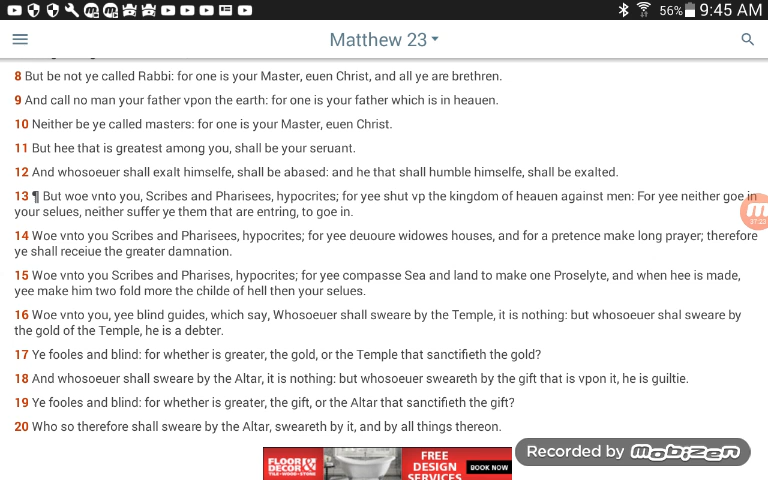 56% 9:45 AM
Matthew 23
8 But be not ye called Rabbi: for one is your Master, euen Christ, and all ye are brethren.
9 And call no man your father vpon the earth: for one is your father which is in heauen.
10 Neither be ye called masters: for one is your Master, euen Christ.
11 But hee that is greatest among you, shall be your seruant.
12 And whosoeuer shall exalt himselfe, shall be abased: and he that shall humble himselfe, shall be exalted.
13 ¶ But woe vnto you, Scribes and Pharisees, hypocrites; for yee shut vp the kingdom of heauen against men: For yee neither goe in
your selues, neither suffer ye them that are entring, to goe in.
14 Woe vnto you Scribes and Pharisees, hypocrites; for yee deuoure widowes houses, and for a pretence make long prayer; therefore
ye shall receiue the greater damnation.
15 Woe vnto you Scribes and Pharises, hypocrites; for yee compasse Sea and land to make one Proselyte, and when hee is made,
yee make him two fold more the childe of hell then your selues.
16 Woe vnto you, yee blind guides, which say, Whosoeuer shall sweare by the Temple, it is nothing: but whosoeuer shal sweare by
the gold of the Temple, he is a debter.
17 Ye fooles and blind: for whether is greater, the gold, or the Temple that sanctifieth the gold?
18 And whosoeuer shall sweare by the Altar, it is nothing: but whosoeuer sweareth by the gift that is vpon it, he is guiltie.
19 Ye fooles and blind: for whether is greater, the gift, or the Altar that sanctifieth the gift?
20 Who so therefore shall sweare by the Altar, sweareth by it, and by all things thereon.
FLOOR & DECOR
TILE • WOOD • STONE
FREE
DESIGN
SERVICES
BOOK NOW
Recorded by mobizen